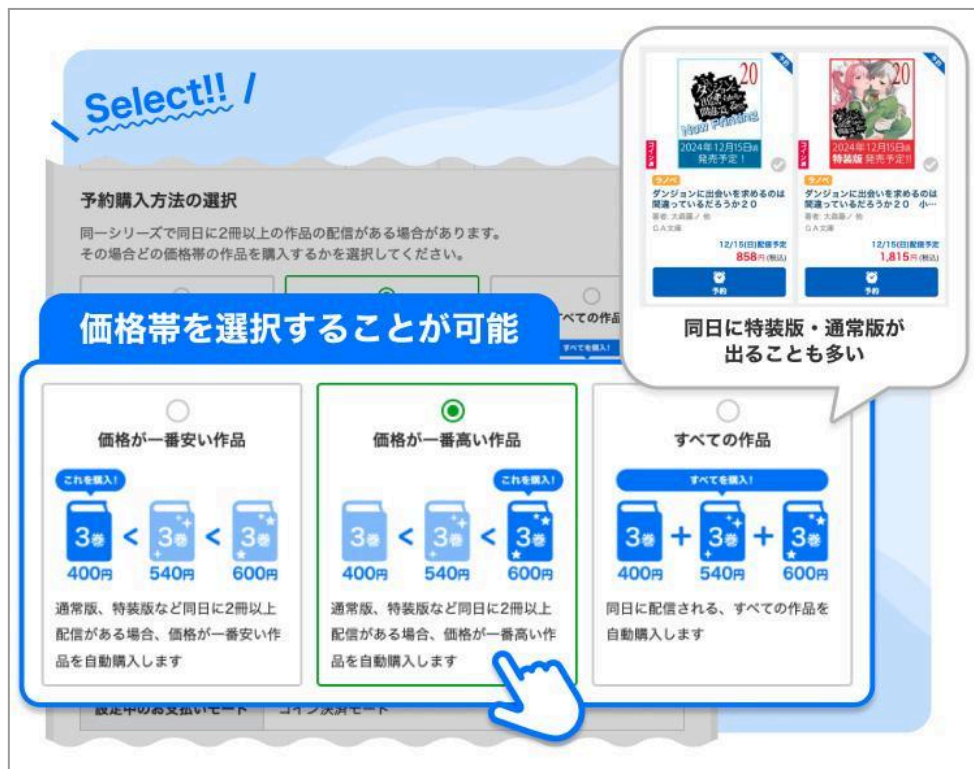 Select!!
予約購入方法の選択
同一シリーズで同日に2冊以上の作品の配信がある場合があります。
その場合どの価格帯の作品を購入するかを選択してください。
べての作品
すべてを購入!
価格帯を選択することが可能
20
Now Printing
2024年12月15日頃
発売予定!
コイン済
予約
ラノベ
ダンジョンに出会いを求めるのは
間違っているだろうか20
著者: 大森藤ノ 他
GA文庫
12/15(日)配信予定
858円(税込)
予約
20
2024年12月15日頃
特装版 発売予定!!
予約
ラノベ
ダンジョンに出会いを求めるのは
間違っているだろうか20 小…
著者: 大森藤ノ 他
GA文庫
12/15(日)配信予定
1,815円(税込)
予約
同日に特装版・通常版が
出ることも多い
価格が一番安い作品
これを購入!
3巻 < 3巻 < 3巻
400円 540円 600円
通常版、特装版など同日に2冊以上
配信がある場合、価格が一番安い作
品を自動購入します
価格が一番高い作品
これを購入!
3巻 < 3巻 < 3巻
400円 540円 600円
通常版、特装版など同日に2冊以上
配信がある場合、価格が一番高い作
品を自動購入します
すべての作品
すべてを購入!
3巻 + 3巻 + 3巻
400円 540円 600円
同日に配信される、すべての作品を
自動購入します
設定中のお支払いモード コイン決済モード